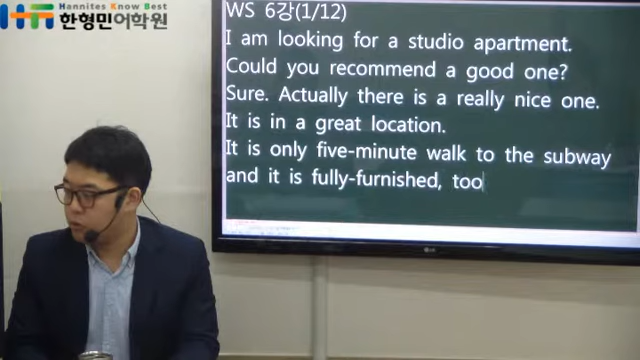 Hannites Know Best
한형민어학원
WS 6강(1/12)
I am looking for a studio apartment.
Could you recommend a good one?
Sure. Actually there is a really nice one.
It is in a great location.
It is only five-minute walk to the subway
and it is fully-furnished, too
LG